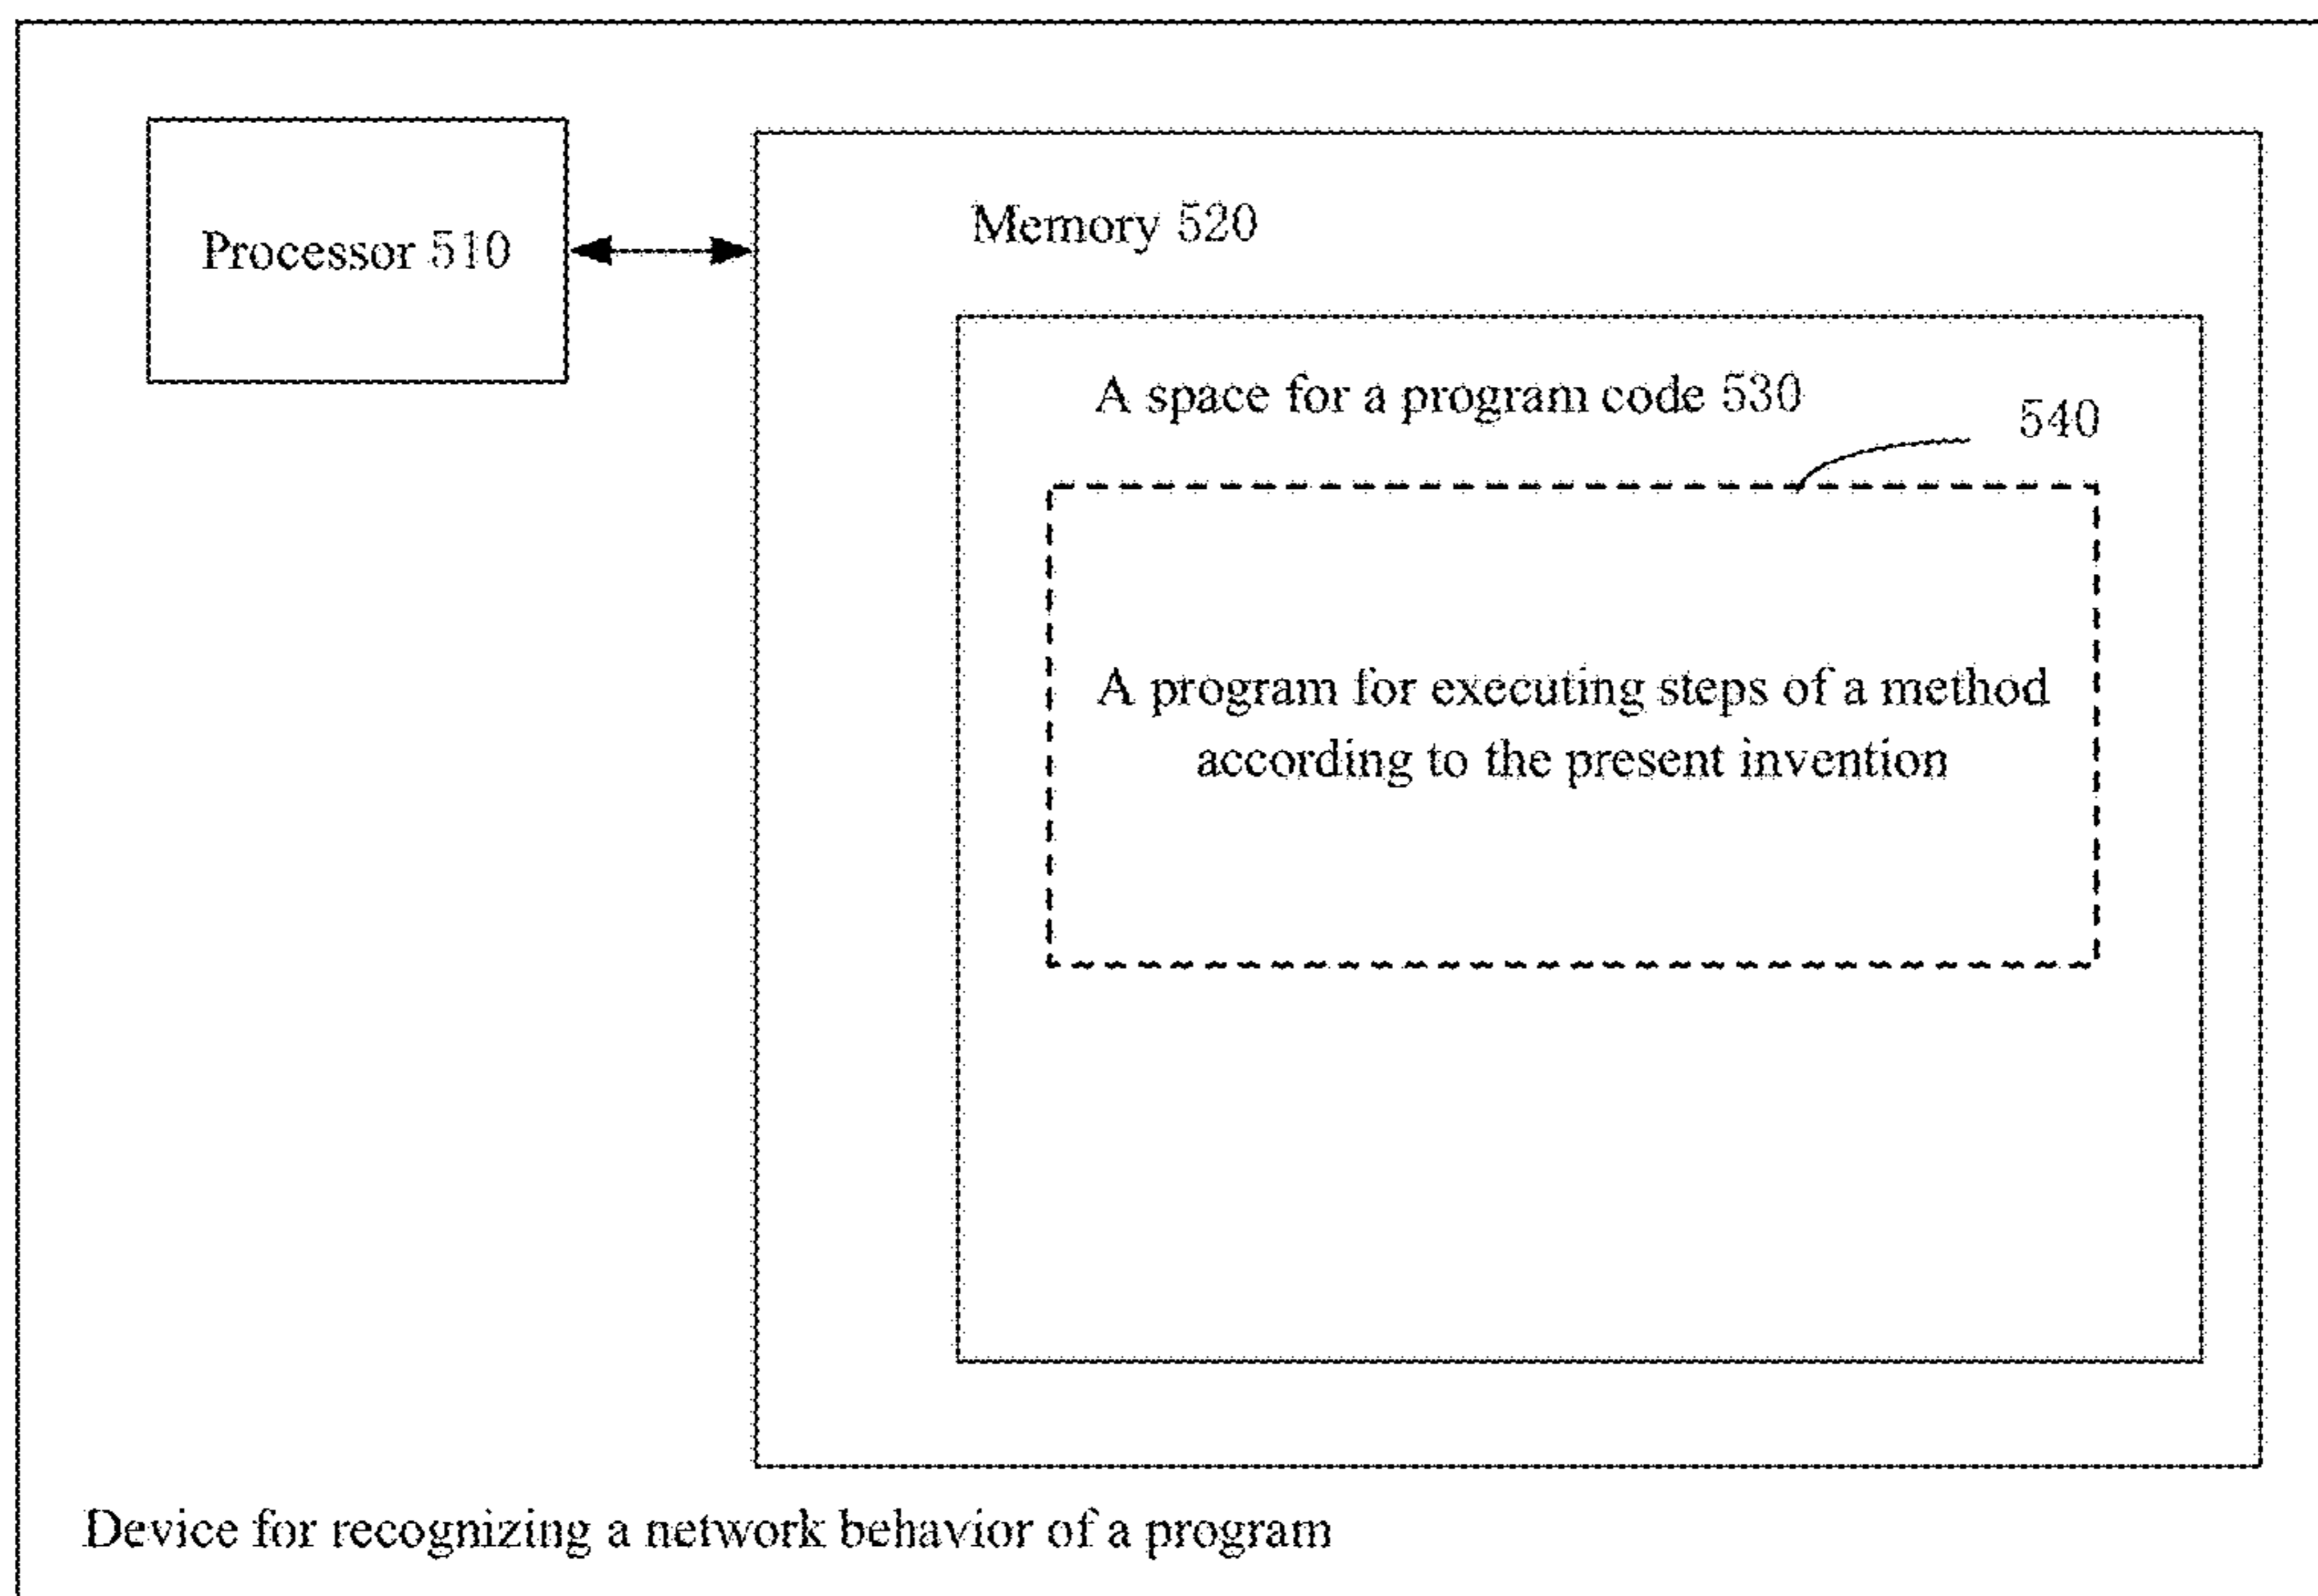 Processor 510
Memory 520
A space for a program code 530
540
A program for executing steps of a method
according to the present invention
Device for recognizing a network behavior of a program